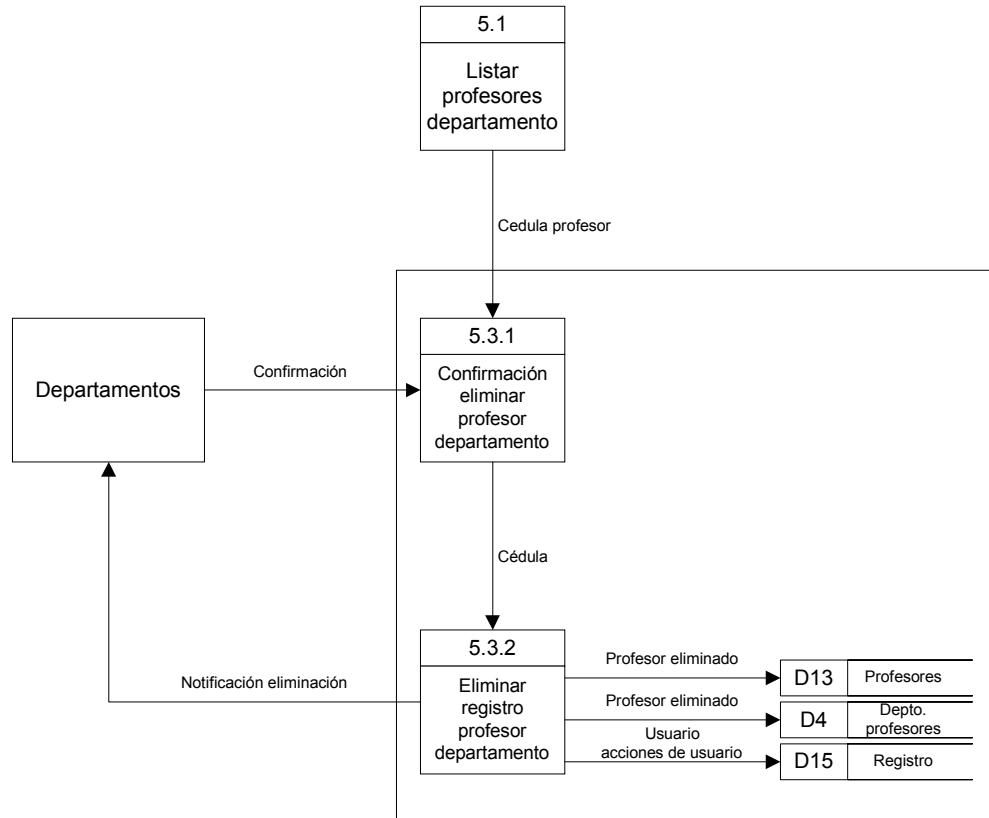 5.1
Listar
profesores
departamento
Cedula profesor
Departamentos
Confirmación
5.3.1
Confirmación
eliminar
profesor
departamento
Cédula
5.3.2
Eliminar
registro
profesor
departamento
Notificación eliminación
Profesor eliminado
D13
Profesores
Profesor eliminado
D4
Depto.
profesores
Usuario
acciones de usuario
D15
Registro